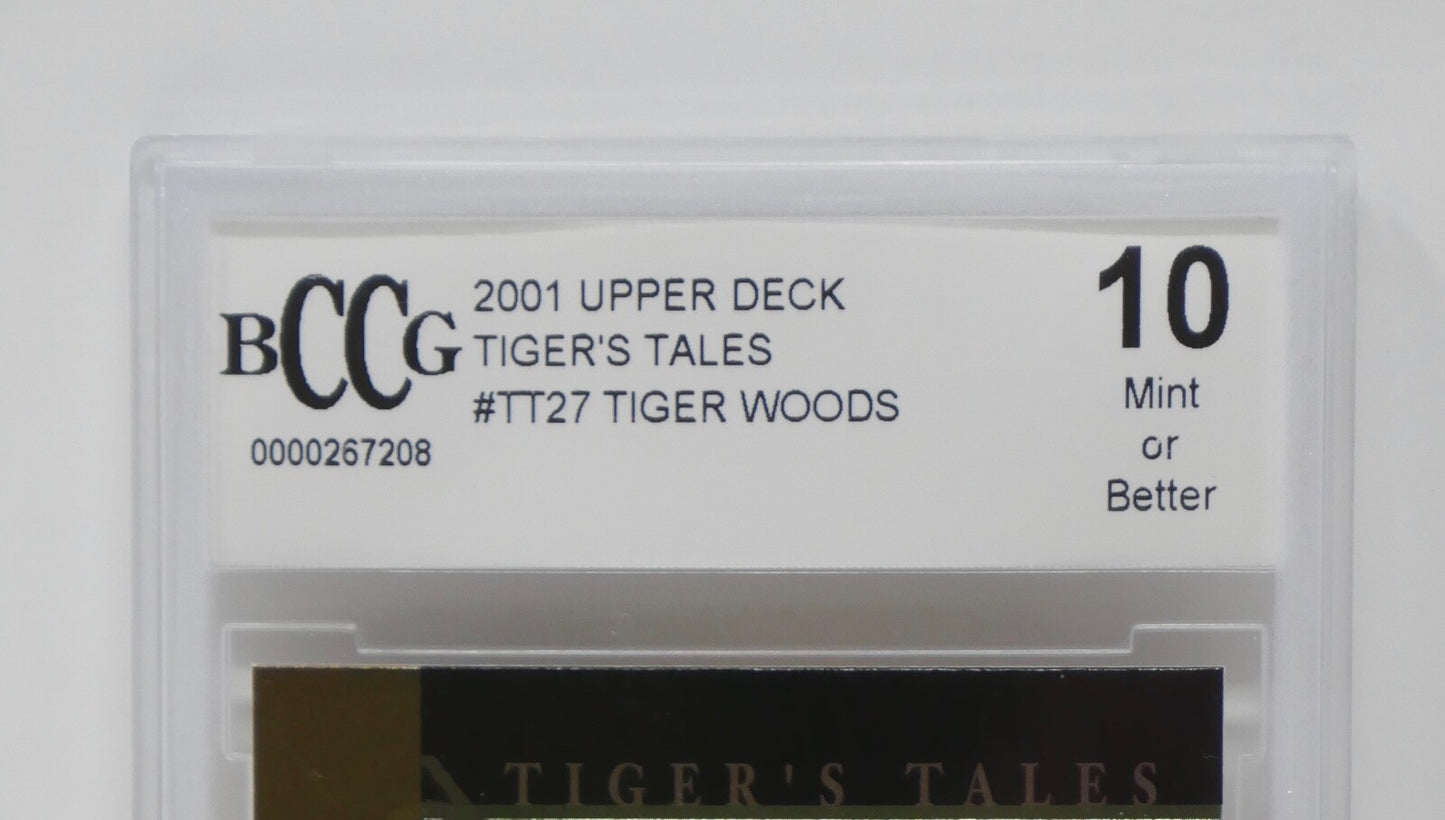 BCCG
0000267208
2001 UPPER DECK
TIGER'S TALES
#TT27 TIGER WOODS
10
Mint
or
Better
TIGER'S TALES